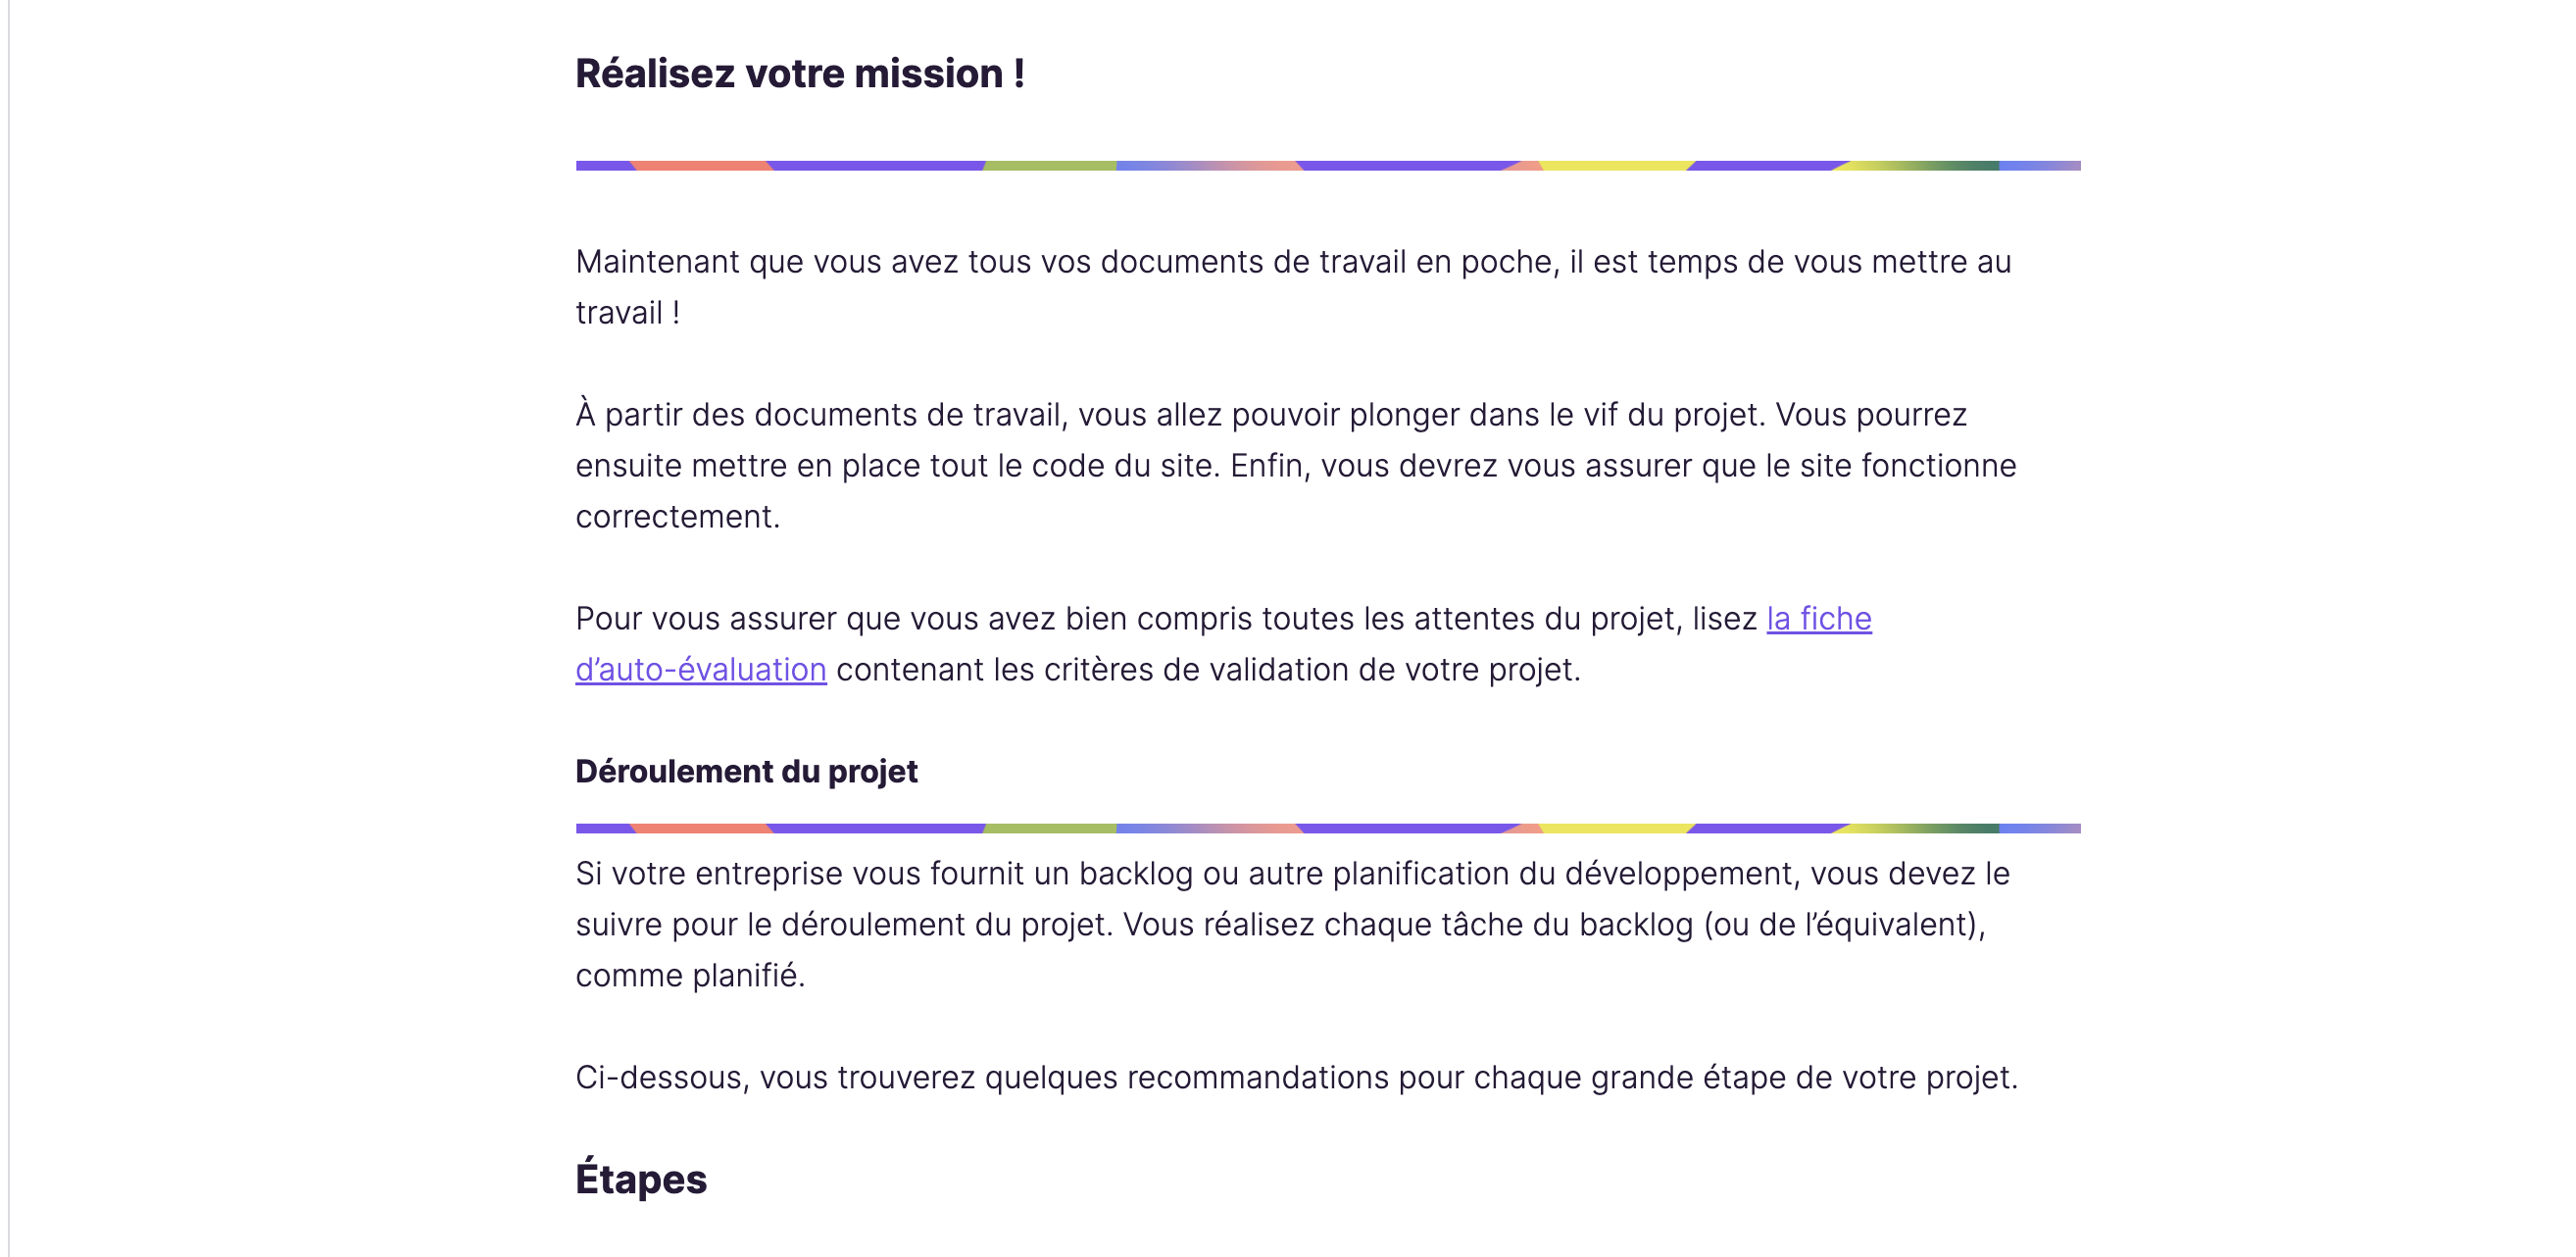 Réalisez votre mission !
Maintenant que vous avez tous vos documents de travail en poche, il est temps de vous mettre au
travail !
À partir des documents de travail, vous allez pouvoir plonger dans le vif du projet. Vous pourrez
ensuite mettre en place tout le code du site. Enfin, vous devrez vous assurer que le site fonctionne
correctement.
Pour vous assurer que vous avez bien compris toutes les attentes du projet, lisez la fiche
d’auto-évaluation contenant les critères de validation de votre projet.
Déroulement du projet
Si votre entreprise vous fournit un backlog ou autre planification du développement, vous devez le
suivre pour le déroulement du projet. Vous réalisez chaque tâche du backlog (ou de l’équivalent),
comme planifié.
Ci-dessous, vous trouverez quelques recommandations pour chaque grande étape de votre projet.
Étapes